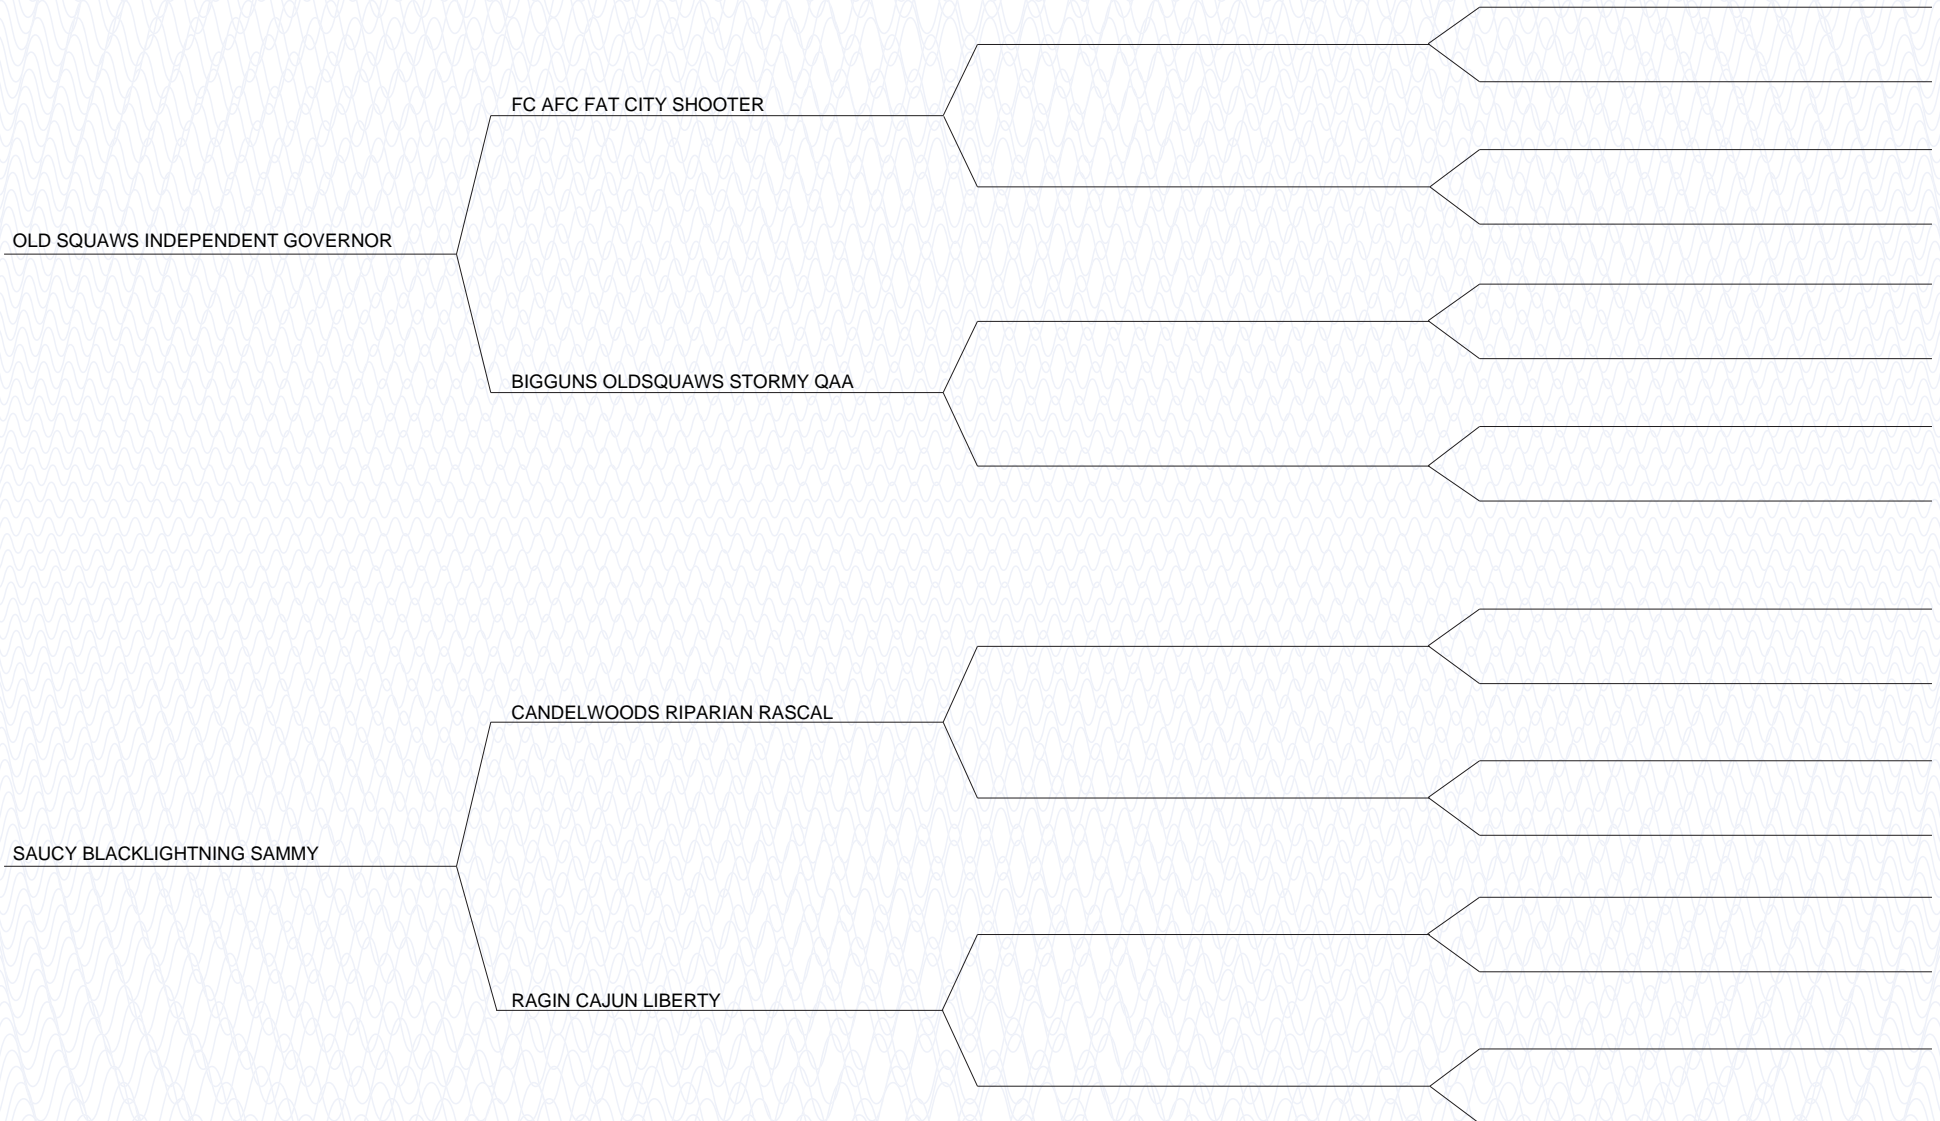 FC AFC FAT CITY SHOOTER
OLD SQUAWS INDEPENDENT GOVERNOR
BIGGUNS OLDSQUAWS STORMY QAA
CANDELWOODS RIPARIAN RASCAL
SAUCY BLACKLIGHTNING SAMMY
RAGIN CAJUN LIBERTY